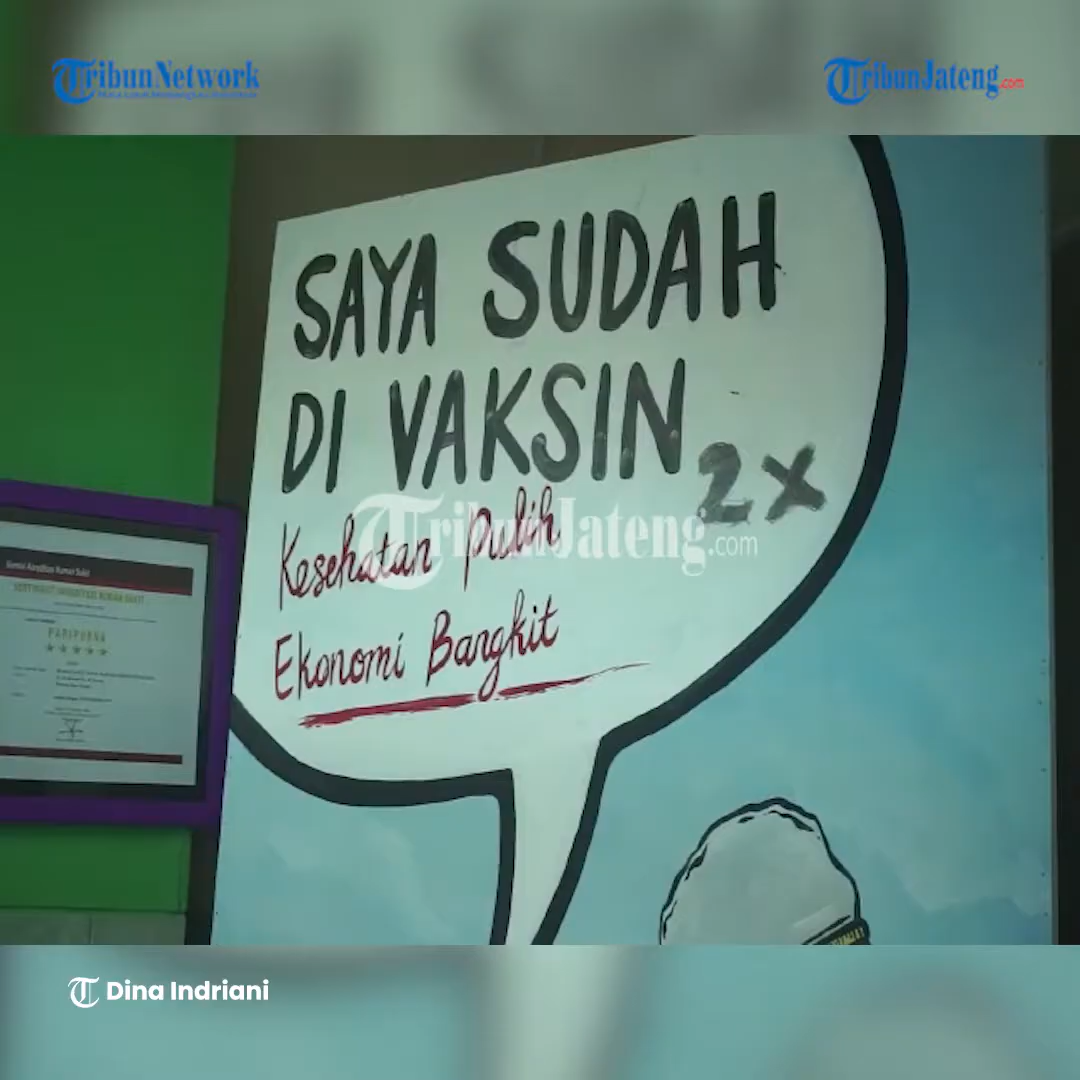 TribunNetwork
TribunJateng.com
SAYA SUDAH
DI VAKSIN
2X
Kesehatan Pulih
TribunJateng.com
Ekonomi Bangkit
PARIPURNA
Dina Indriani